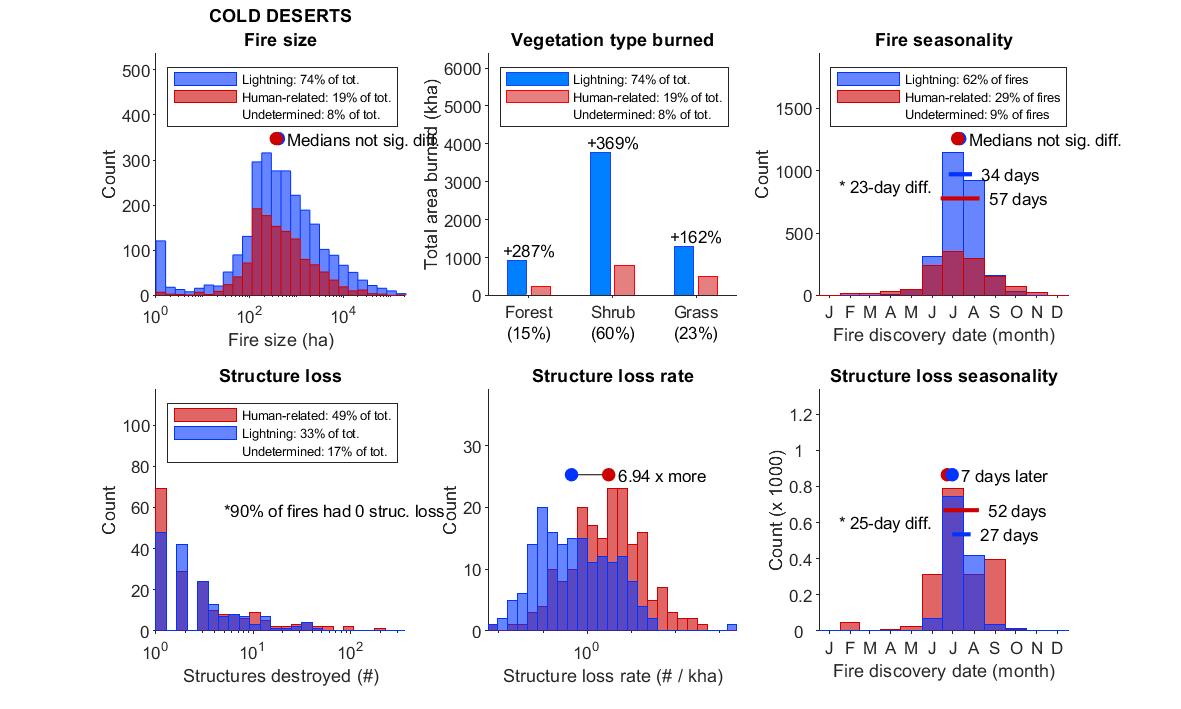 COLD DESERTS
Fire size
500
400
300
200
100
0
Count
Lightning: 74% of tot.
Human-related: 19% of tot.
Undetermined: 8% of tot.
Medians not sig. diff.
10^0
10^2
10^4
Fire size (ha)
Vegetation type burned
6000
5000
4000
3000
2000
1000
0
Total area burned (kha)
Lightning: 74% of tot.
Human-related: 19% of tot.
Undetermined: 8% of tot.
+287%
+369%
+162%
Forest
(15%)
Shrub
(60%)
Grass
(23%)
Fire seasonality
1500
1000
500
0
Count
Lightning: 62% of fires
Human-related: 29% of fires
Undetermined: 9% of fires
Medians not sig. diff.
34 days
* 23-day diff.
57 days
J F M A M J J A S O N D
Fire discovery date (month)
Structure loss
100
80
60
40
20
0
Count
Human-related: 49% of tot.
Lightning: 33% of tot.
Undetermined: 17% of tot.
*90% of fires had 0 struc. loss
10^0
10^1
10^2
Structures destroyed (#)
Structure loss rate
30
20
10
0
Count
6.94 x more
10^0
Structure loss rate (# / kha)
Structure loss seasonality
1.2
1
0.8
0.6
0.4
0.2
0
Count (x 1000)
7 days later
52 days
* 25-day diff.
27 days
J F M A M J J A S O N D
Fire discovery date (month)